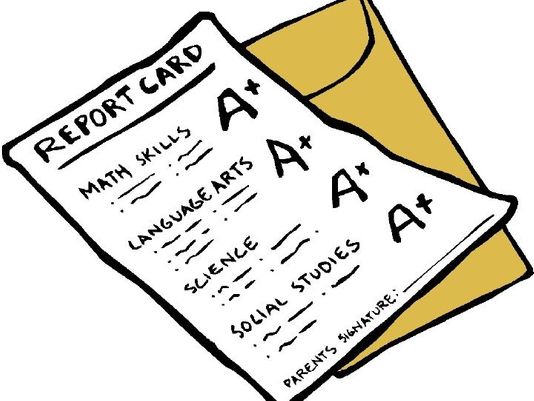 REPORT CARD
MATH SKILLS A+
LANGUAGE ARTS A+
SCIENCE A+
SOCIAL STUDIES A+
PARENTS SIGNATURE: